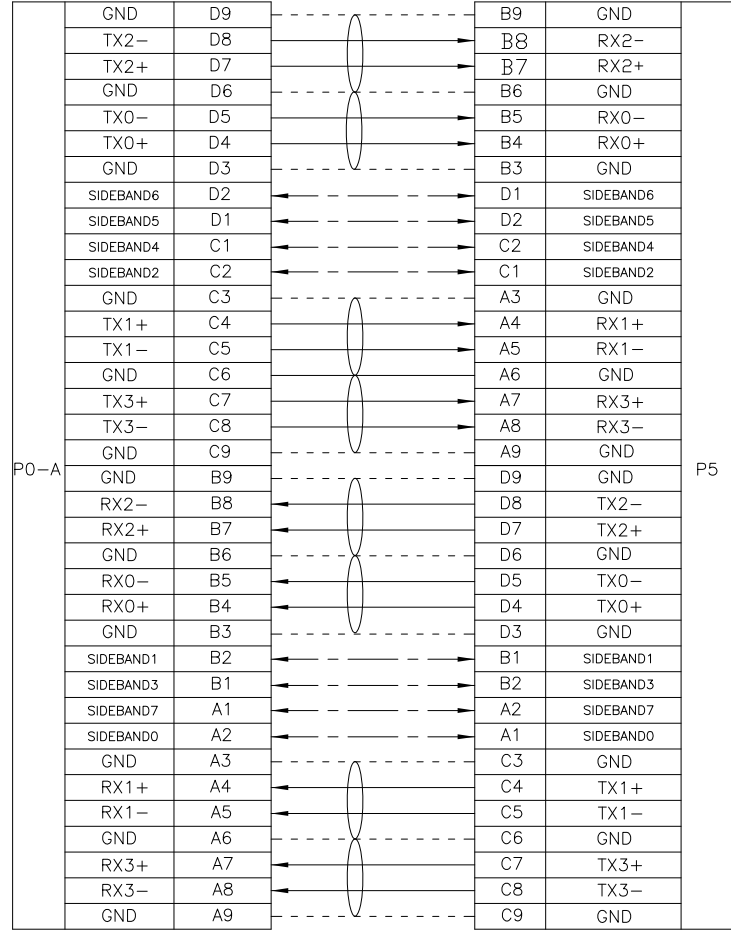 GND D9 B9 GND
TX2- D8 B8 RX2-
TX2+ D7 B7 RX2+
GND D6 B6 GND
TX0- D5 B5 RX0-
TX0+ D4 B4 RX0+
GND D3 B3 GND
SIDEBAND6 D2 D1 SIDEBAND6
SIDEBAND5 D1 D2 SIDEBAND5
SIDEBAND4 C1 C2 SIDEBAND4
SIDEBAND2 C2 C1 SIDEBAND2
GND C3 A3 GND
TX1+ C4 A4 RX1+
TX1- C5 A5 RX1-
GND C6 A6 GND
TX3+ C7 A7 RX3+
TX3- C8 A8 RX3-
GND C9 A9 GND
P0-A GND B9 D9 GND P5
RX2- B8 D8 TX2-
RX2+ B7 D7 TX2+
GND B6 D6 GND
RX0- B5 D5 TX0-
RX0+ B4 D4 TX0+
GND B3 D3 GND
SIDEBAND1 B2 B1 SIDEBAND1
SIDEBAND3 B1 B2 SIDEBAND3
SIDEBAND7 A1 A2 SIDEBAND7
SIDEBAND0 A2 A1 SIDEBAND0
GND A3 C3 GND
RX1+ A4 C4 TX1+
RX1- A5 C5 TX1-
GND A6 C6 GND
RX3+ A7 C7 TX3+
RX3- A8 C8 TX3-
GND A9 C9 GND